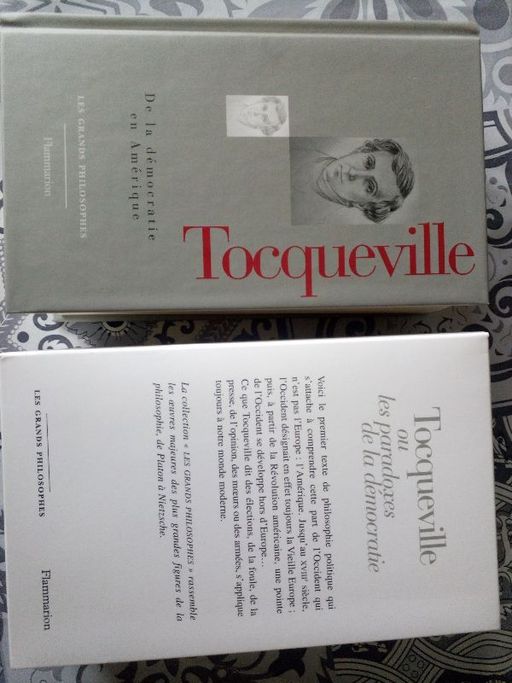 Tocqueville
De la démocratie
en Amérique
LES GRANDS PHILOSOPHES
Flammarion
Tocqueville
ou
les paradoxes
de la démocratie
Voici le premier texte de philosophie politique qui
s'attache à comprendre cette part de l'Occident qui
n'est pas l'Europe : l'Amérique. Jusqu'au XVIIIe siècle,
l'Occident désignait en effet toujours la Vieille Europe ;
puis, à partir de la Révolution américaine, une pointe
de l'Occident se développe hors d'Europe…
Ce que Tocqueville dit des élections, de la foule, de la
presse, de l'opinion, des mœurs ou des armées, s'applique
toujours à notre monde moderne.
La collection « LES GRANDS PHILOSOPHES » rassemble
les œuvres majeures des plus grandes figures de la
philosophie, de Platon à Nietzsche.
LES GRANDS PHILOSOPHES
Flammarion